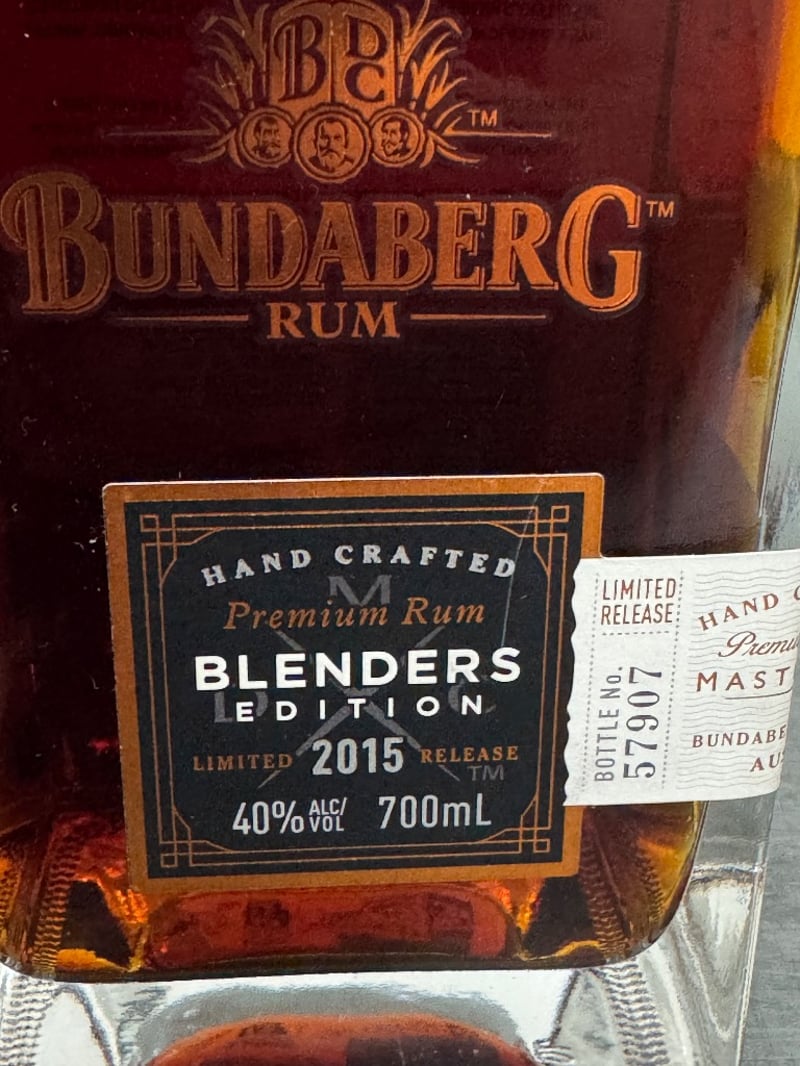 BDC
TM
BUNDABERG™
RUM
HAND CRAFTED
M
Premium Rum
BLENDERS
EDITION
D C
LIMITED 2015 RELEASE
TM
40% ALC/VOL 700mL
LIMITED
RELEASE
BOTTLE No.
57907
HAND
MAST
BUNDABE
AU